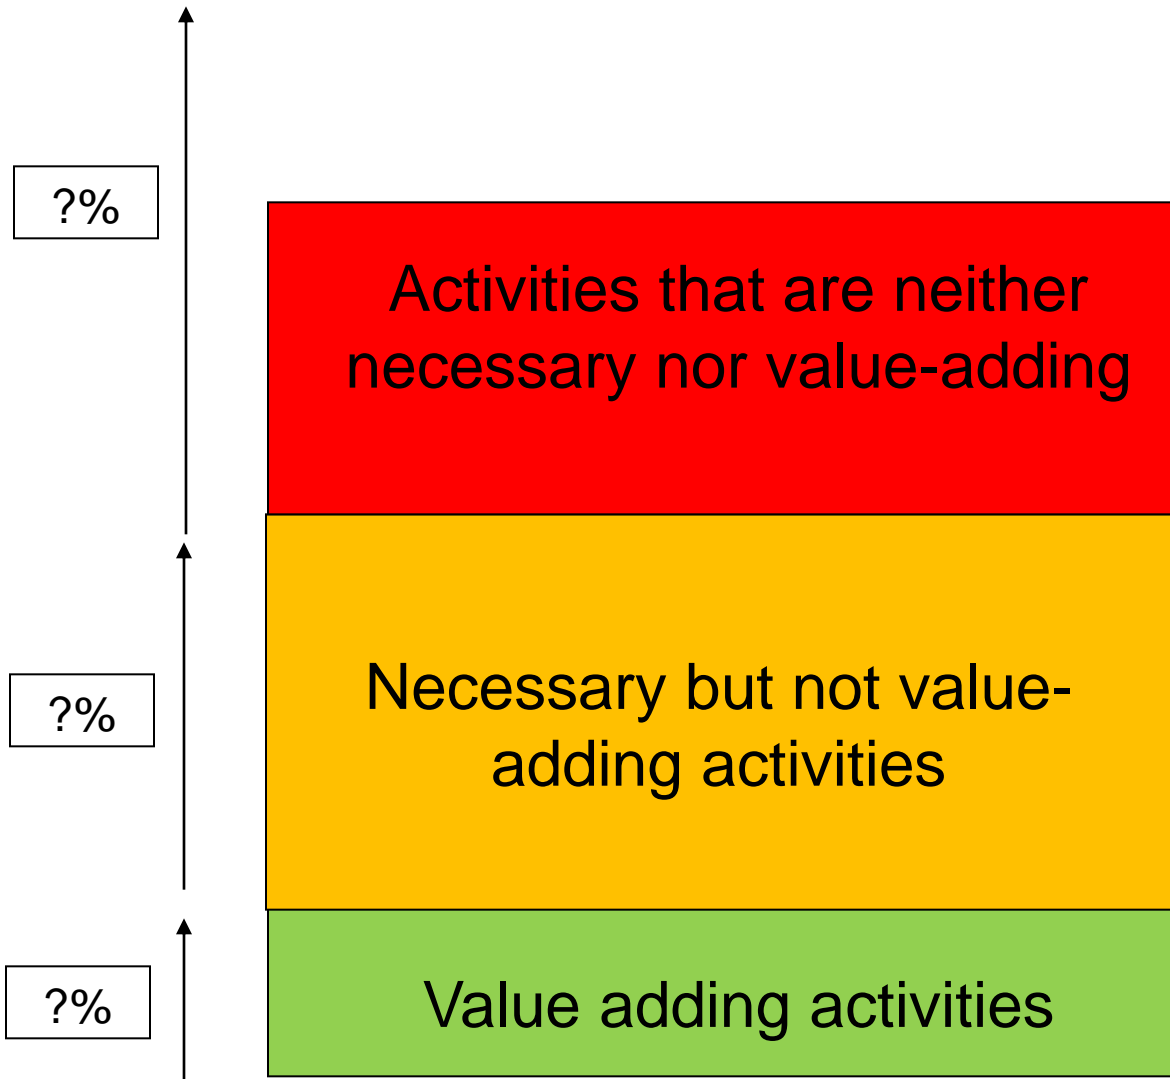 ?%
Activities that are neither
necessary nor value-adding
?%
Necessary but not value-
adding activities
?%
Value adding activities